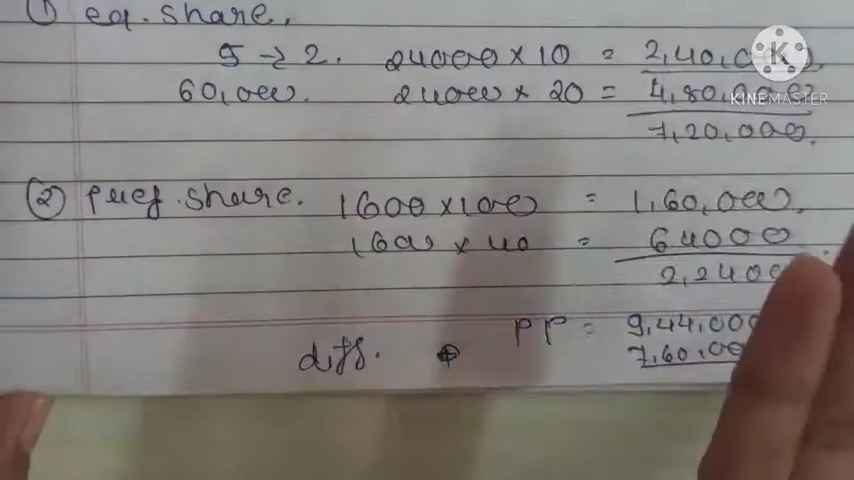 ① eq. share.
5 → 2. 24000 × 10 = 2,40,0
60,000. 24000 × 20 = 4,80,000
7,20,000.
② pref. share. 1600 × 100 = 1,60,000.
1600 × 40 = 64000
2,2400
PP = 9,44,000
diff. 7,60,00
K
KINEMASTER